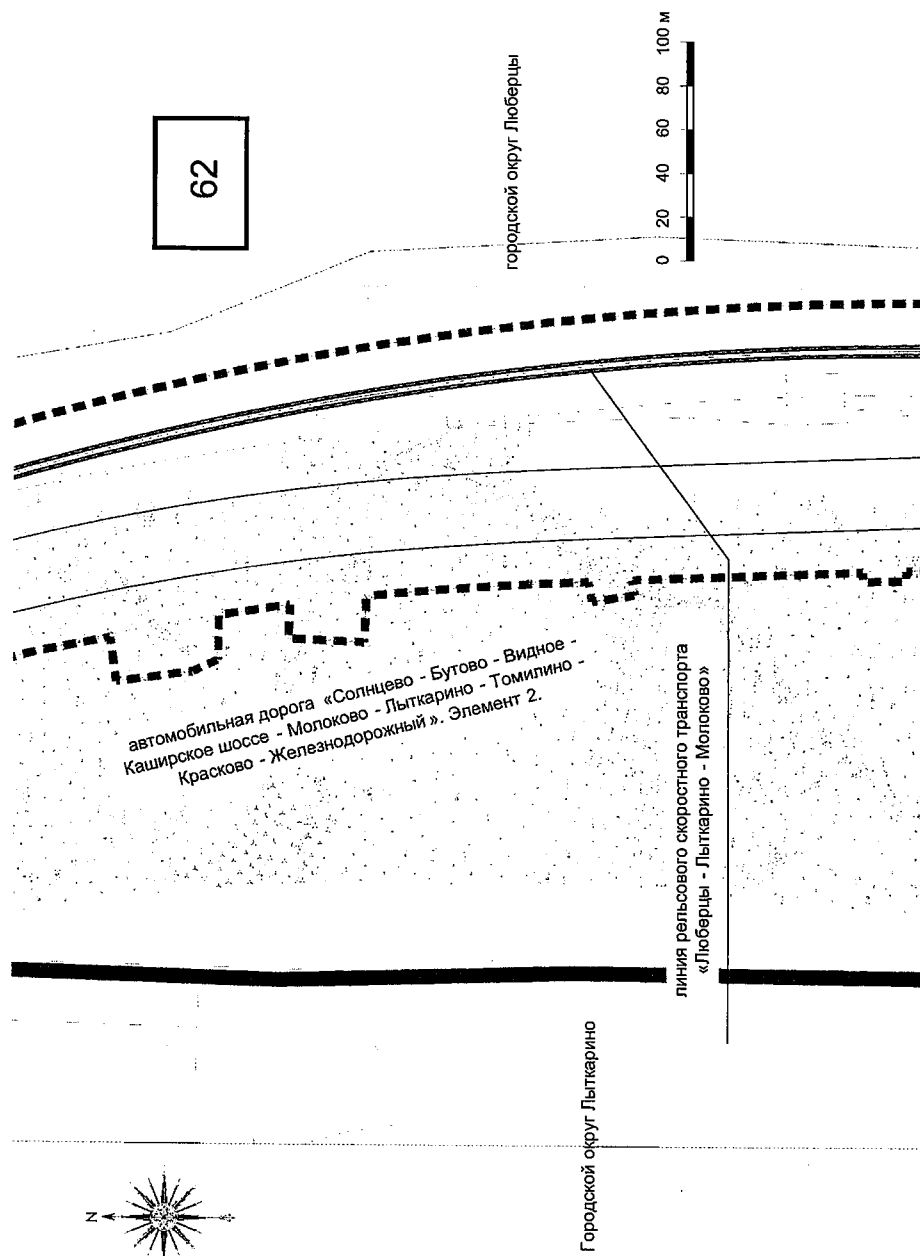 62
городской округ Люберцы
0 20 40 60 80 100 м
автомобильная дорога «Солнцево - Бутово - Видное -
Каширское шоссе - Молоково - Лыткарино - Томилино -
Красково - Железнодорожный». Элемент 2.
линия рельсового скоростного транспорта
«Люберцы - Лыткарино - Молоково»
Городской округ Лыткарино
N